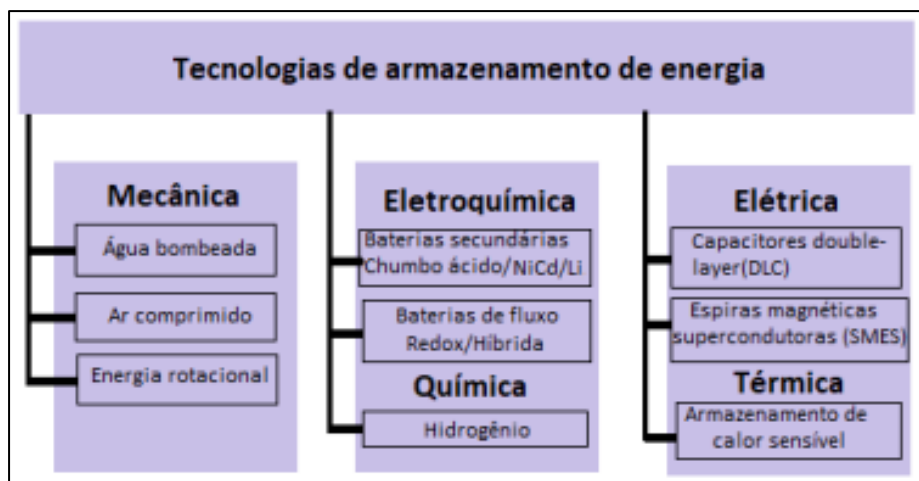 Tecnologias de armazenamento de energia
Mecânica
Água bombeada
Ar comprimido
Energia rotacional
Eletroquímica
Baterias secundárias
Chumbo ácido/NiCd/Li
Baterias de fluxo
Redox/Híbrida
Química
Hidrogênio
Elétrica
Capacitores double-
layer(DLC)
Espiras magnéticas
supercondutoras (SMES)
Térmica
Armazenamento de
calor sensível